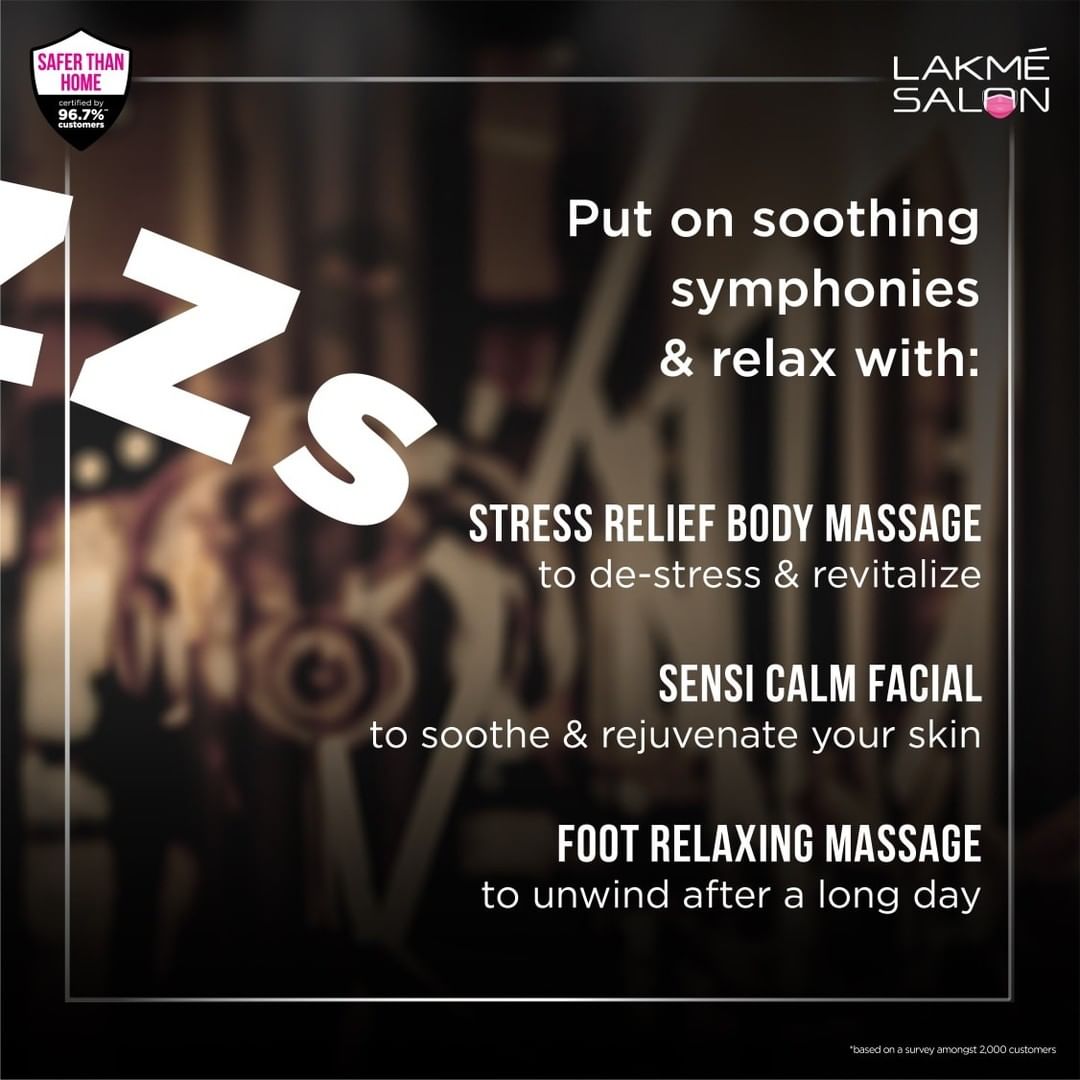 SAFER THAN
HOME
certified by
96.7%*
customers
LAKMÉ
SALON
ZZs
Put on soothing
symphonies
& relax with:
STRESS RELIEF BODY MASSAGE
to de-stress & revitalize
SENSI CALM FACIAL
to soothe & rejuvenate your skin
FOOT RELAXING MASSAGE
to unwind after a long day
*based on a survey amongst 2,000 customers